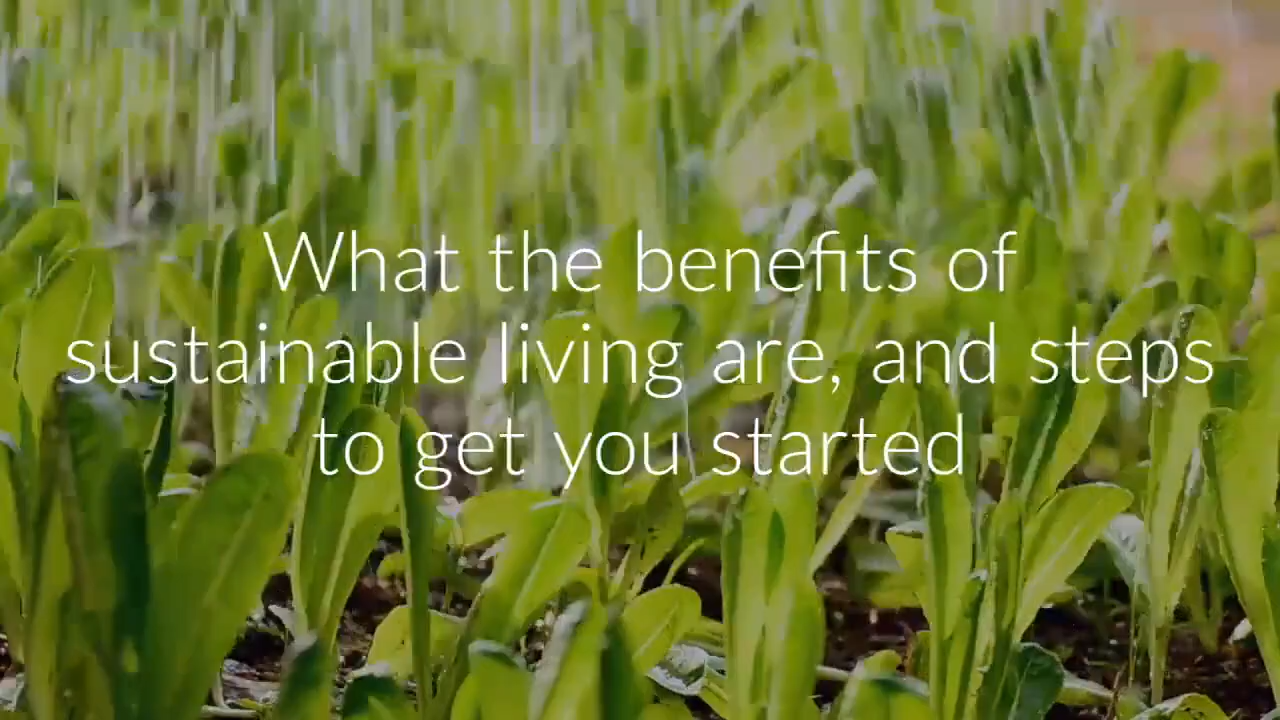 What the benefits of
sustainable living are, and steps
to get you started